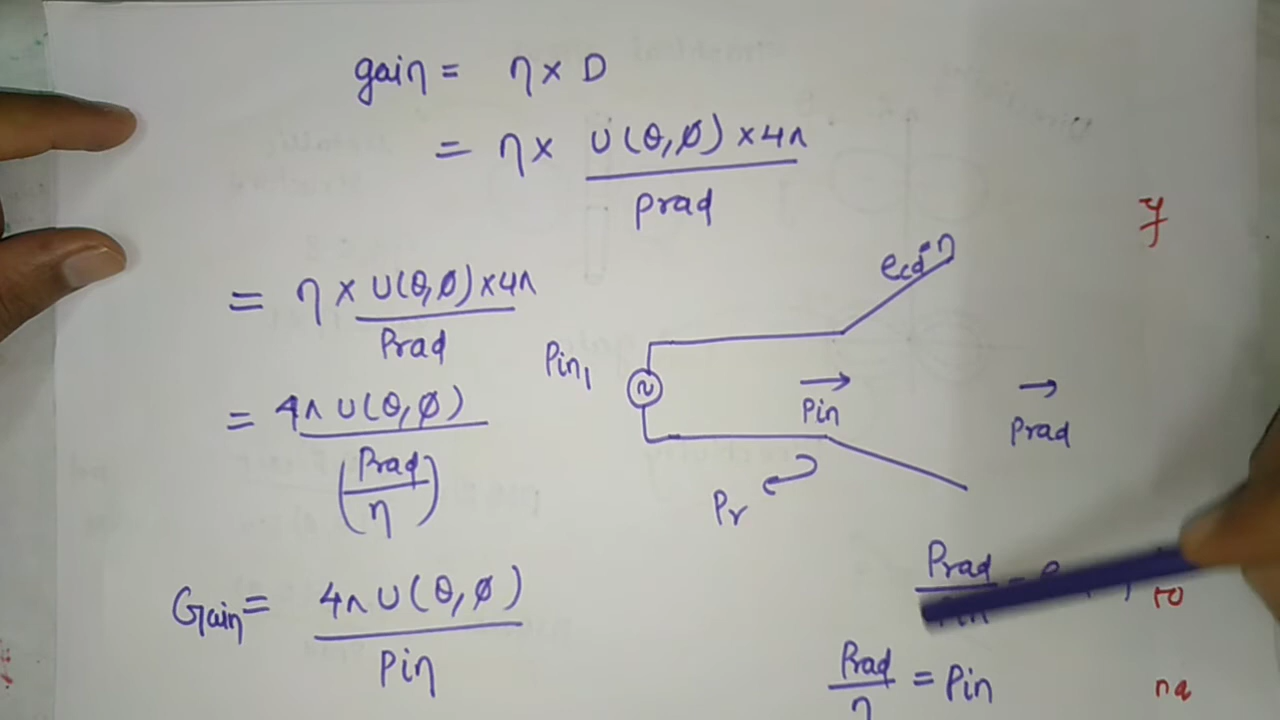 gain = η × D
= η × U(θ,ø) × 4π
Prad
= η × U(θ,ø) × 4π
Prad
= 4π U(θ,ø)
(Prad
η)
Gain = 4π U(θ,ø)
Pin
ecd η
Pin1
~
Pin
Prad
Pr
Prad
Prad = Pin
η